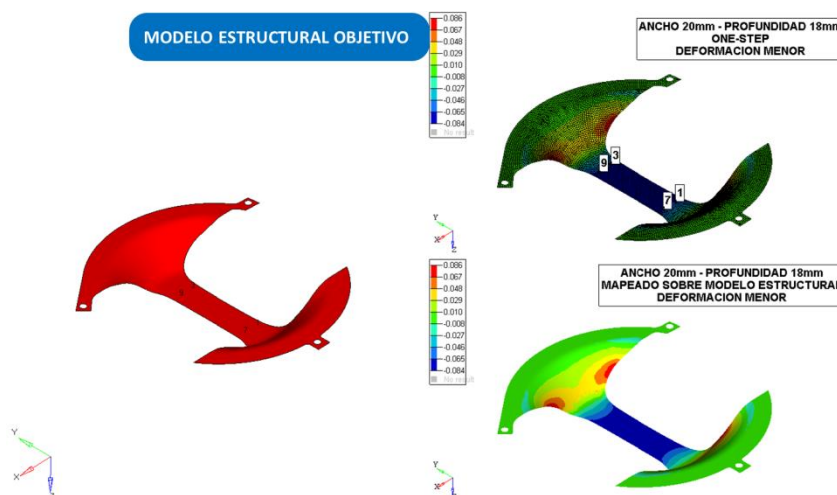 MODELO ESTRUCTURAL OBJETIVO
0.086
0.067
0.048
0.029
0.010
-0.008
-0.027
-0.046
-0.065
-0.084
No result
ANCHO 20mm - PROFUNDIDAD 18mm
ONE-STEP
DEFORMACION MENOR
3
9
1
7
Y
X
Z
0.086
0.067
0.048
0.029
0.010
-0.008
-0.027
-0.046
-0.065
-0.084
No result
ANCHO 20mm - PROFUNDIDAD 18mm
MAPEADO SOBRE MODELO ESTRUCTURAL
DEFORMACION MENOR
Y
X
Y
X